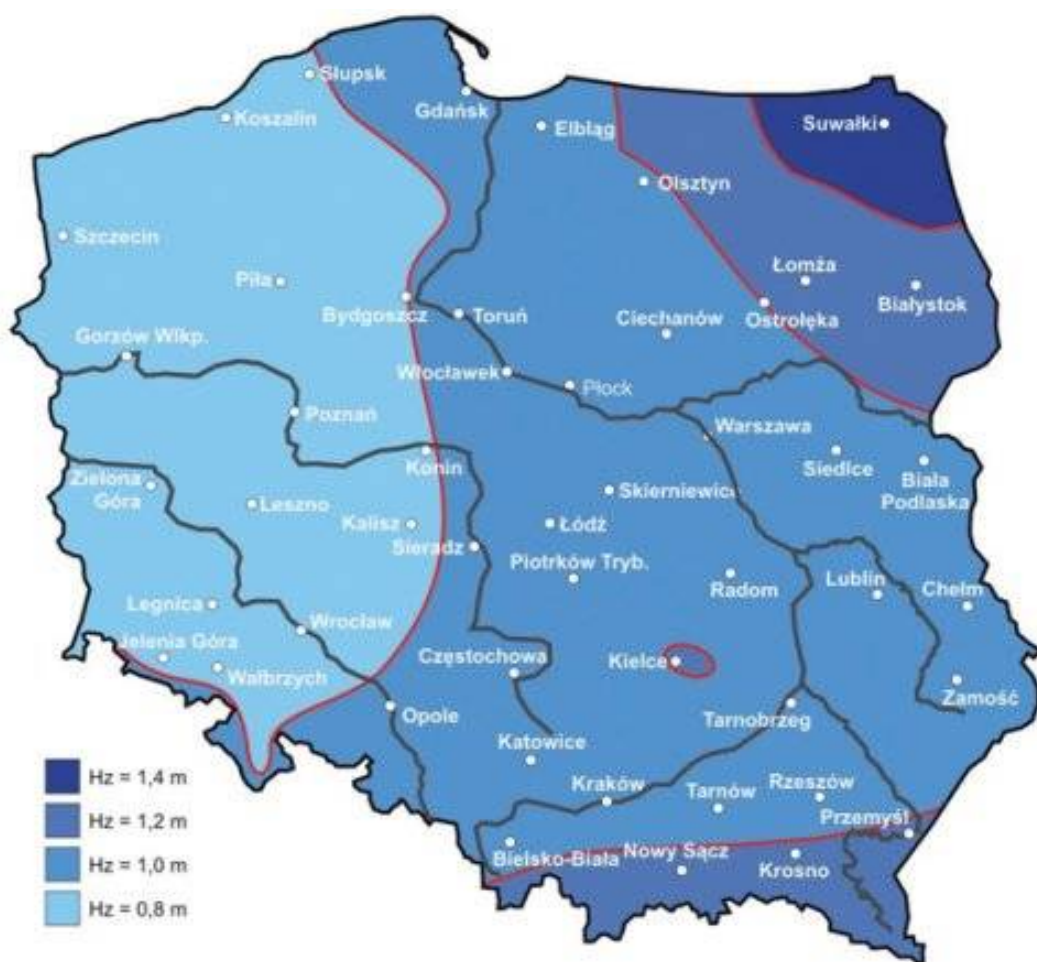 Słupsk
Koszalin
Gdańsk
Elbląg
Suwałki
Olsztyn
Szczecin
Piła
Łomża
Białystok
Bydgoszcz
Toruń
Ciechanów
Ostrołęka
Gorzów Wlkp.
Włocławek
Płock
Poznań
Warszawa
Konin
Siedlce
Biała
Podlaska
Zielona
Góra
Leszno
Skierniewice
Kalisz
Łódź
Sieradz
Piotrków Tryb.
Radom
Lublin
Chełm
Legnica
Wrocław
Jelenia Góra
Wałbrzych
Częstochowa
Kielce
Zamość
Opole
Tarnobrzeg
Katowice
Kraków
Tarnów
Rzeszów
Przemyśl
Bielsko-Biała
Nowy Sącz
Krosno
Hz = 1,4 m
Hz = 1,2 m
Hz = 1,0 m
Hz = 0,8 m